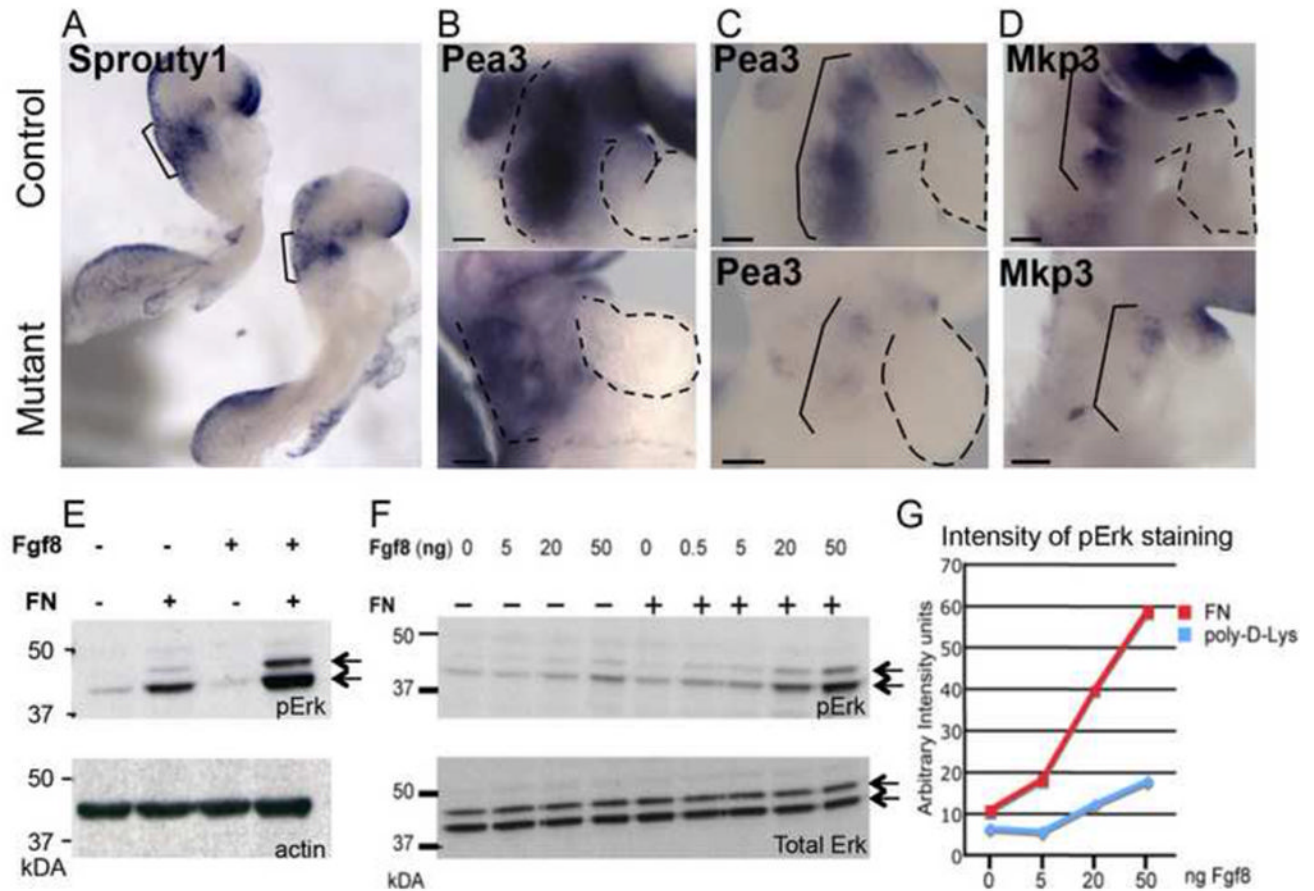 A
B
C
D
Control
Sprouty1
Pea3
Pea3
Mkp3
Mutant
Pea3
Mkp3
E
Fgf8 - - + +
FN - + - +
50
37
pErk
50
37
actin
kDA
F
Fgf8 (ng) 0 5 20 50 0 0.5 5 20 50
FN − − − − + + + + +
50
37
pErk
50
37
Total Erk
kDA
G
Intensity of pErk staining
Arbitrary Intensity units
70
60
50
40
30
20
10
0
0 5 20 50 ng Fgf8
FN
poly-D-Lys